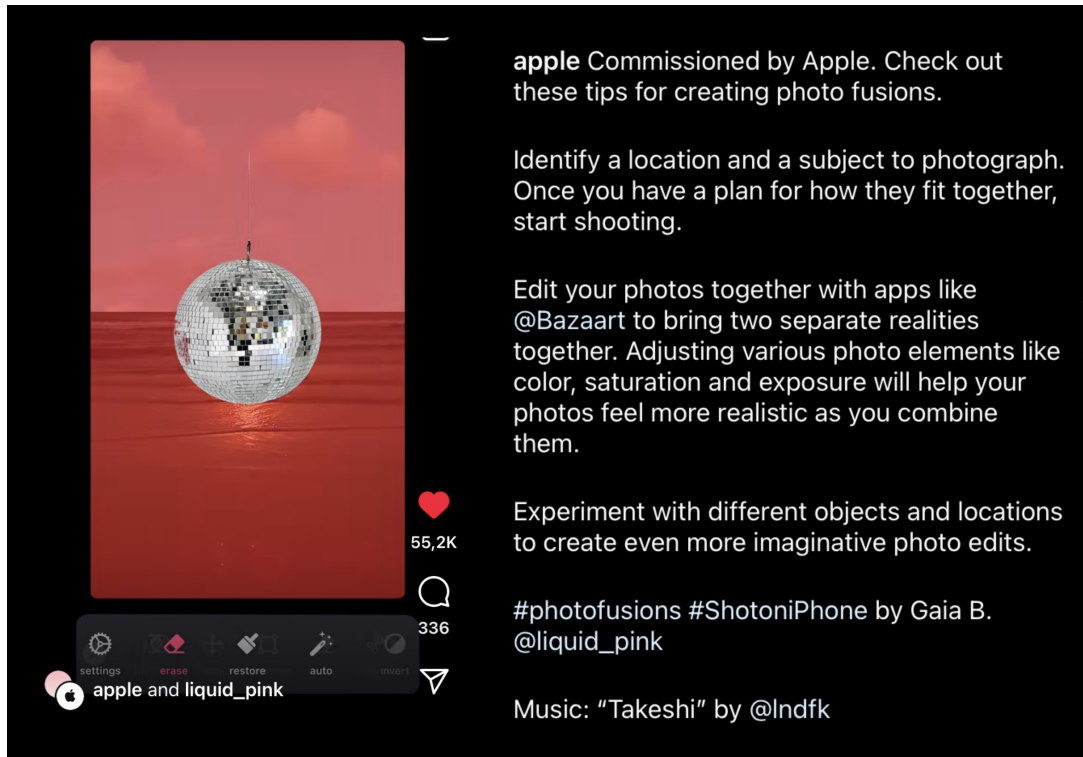 55,2K
336
settings
erase
restore
auto
invert
apple and liquid_pink
apple Commissioned by Apple. Check out
these tips for creating photo fusions.
Identify a location and a subject to photograph.
Once you have a plan for how they fit together,
start shooting.
Edit your photos together with apps like
@Bazaart to bring two separate realities
together. Adjusting various photo elements like
color, saturation and exposure will help your
photos feel more realistic as you combine
them.
Experiment with different objects and locations
to create even more imaginative photo edits.
#photofusions #ShotoniPhone by Gaia B.
@liquid_pink
Music: “Takeshi” by @lndfk